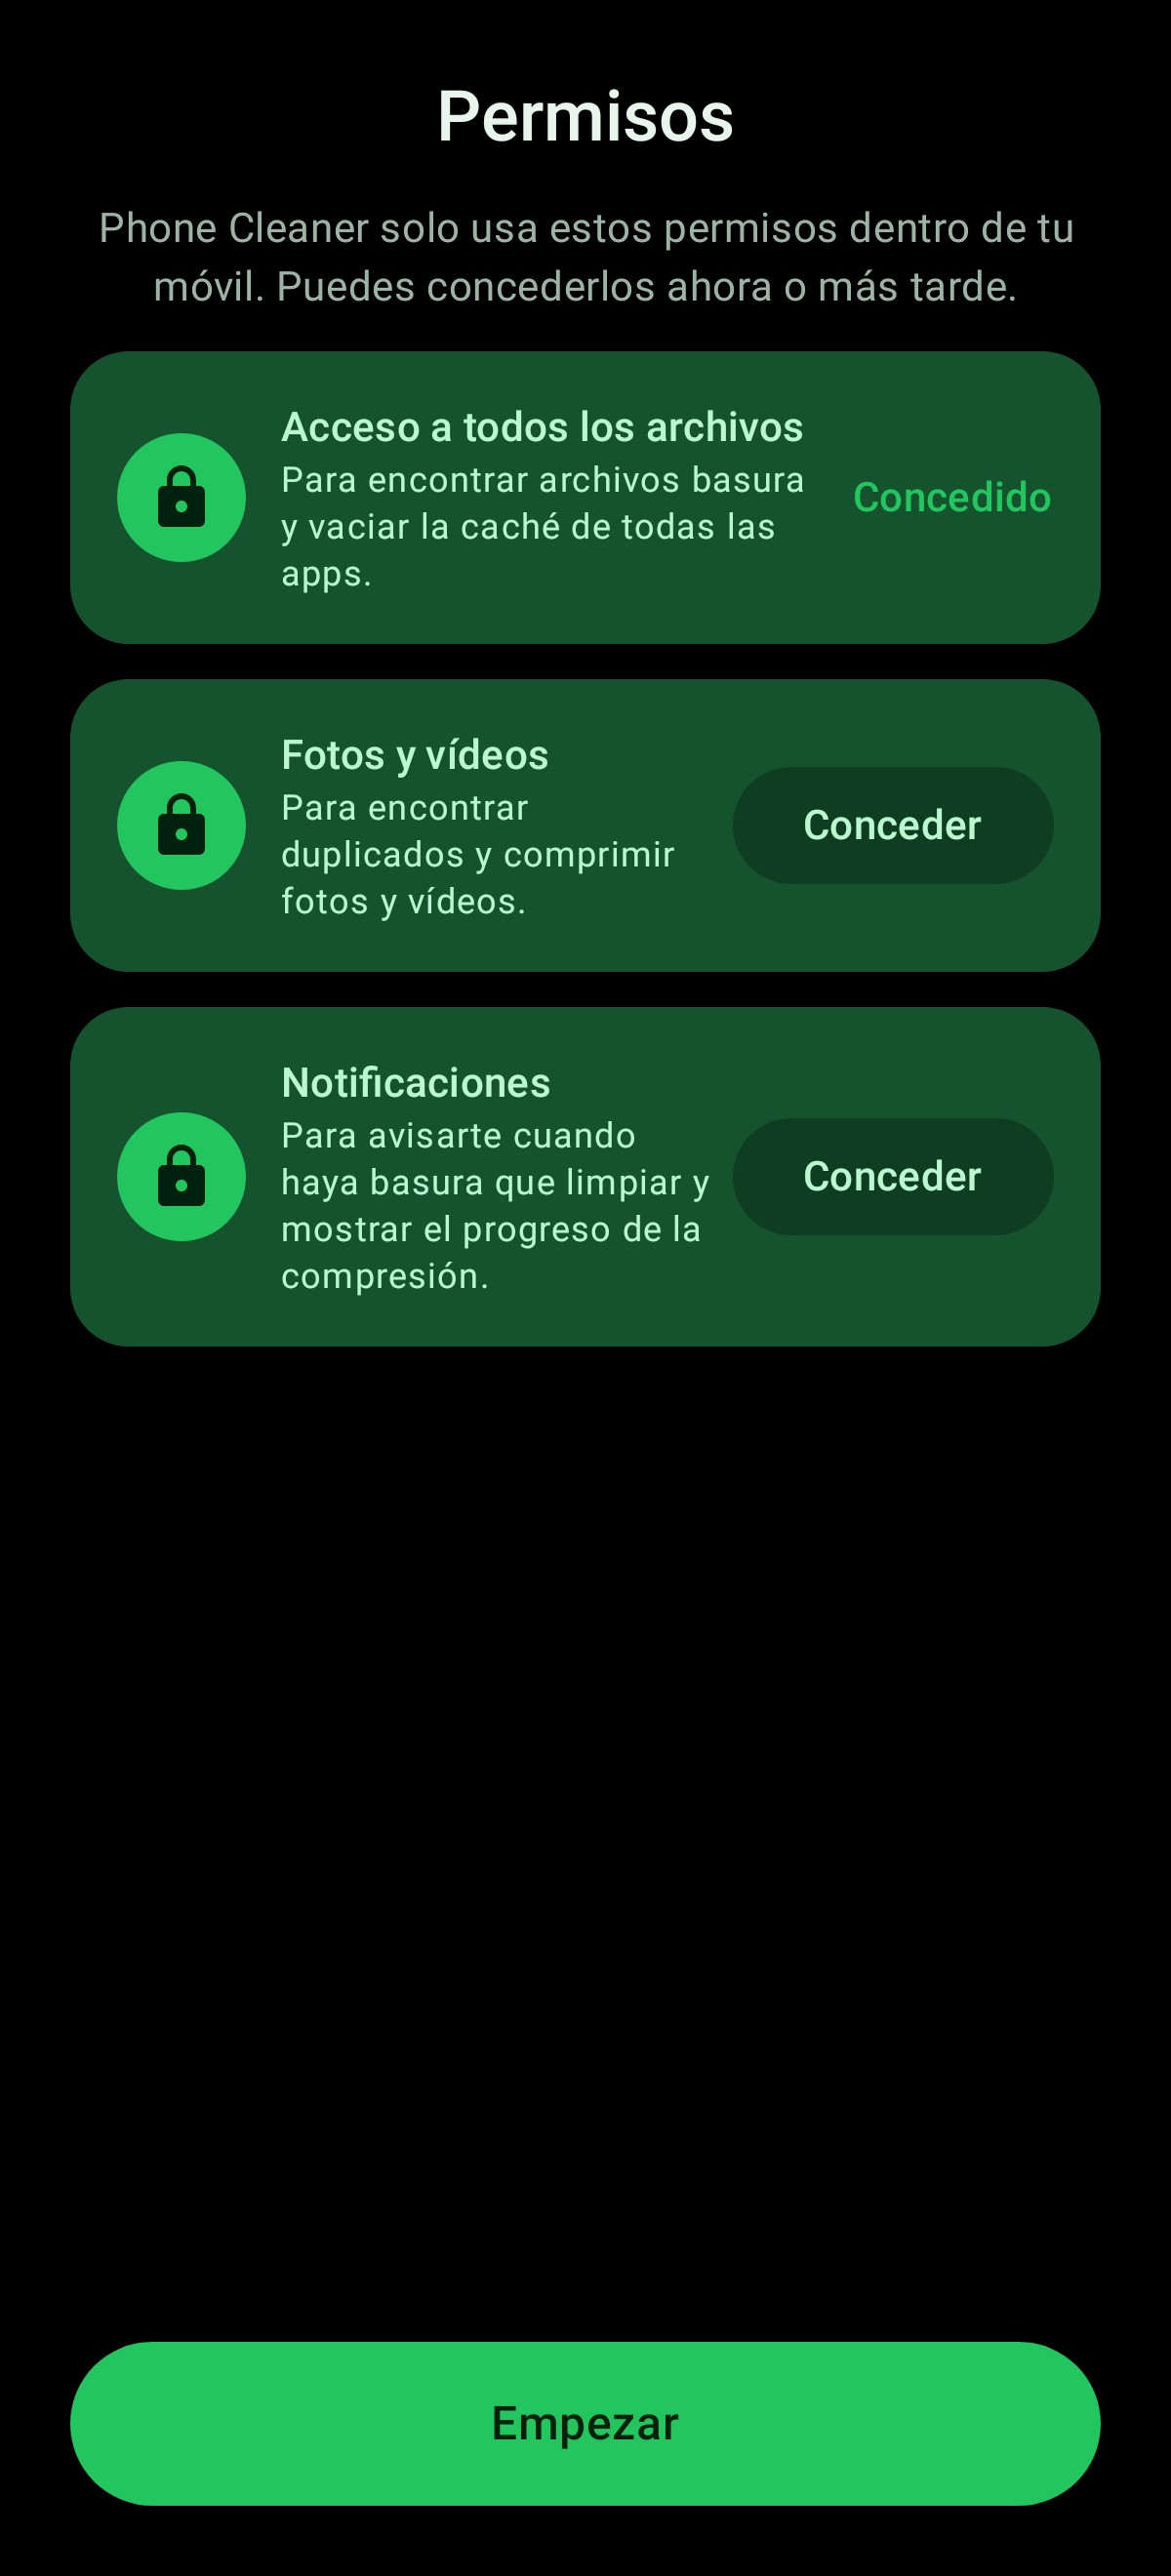 Permisos
Phone Cleaner solo usa estos permisos dentro de tu
móvil. Puedes concederlos ahora o más tarde.
Acceso a todos los archivos
Para encontrar archivos basura
y vaciar la caché de todas las
apps.
Concedido
Fotos y vídeos
Para encontrar
duplicados y comprimir
fotos y vídeos.
Conceder
Notificaciones
Para avisarte cuando
haya basura que limpiar y
mostrar el progreso de la
compresión.
Conceder
Empezar